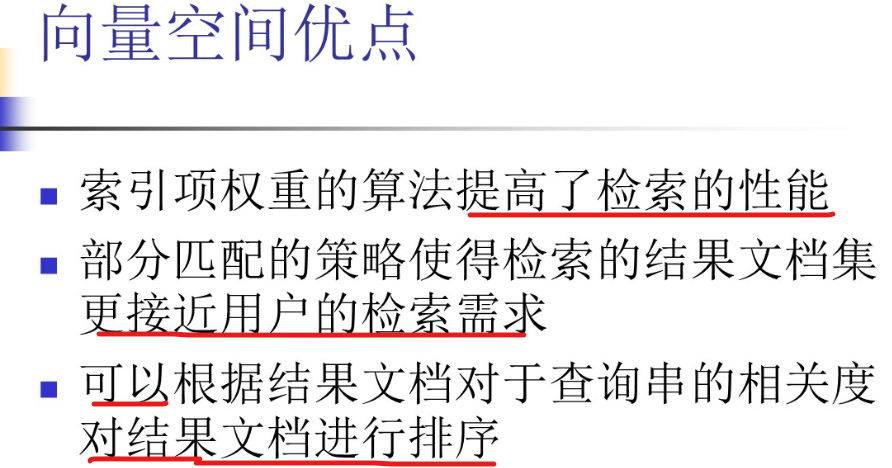 向量空间优点
索引项权重的算法提高了检索的性能
部分匹配的策略使得检索的结果文档集
更接近用户的检索需求
可以根据结果文档对于查询串的相关度
对结果文档进行排序